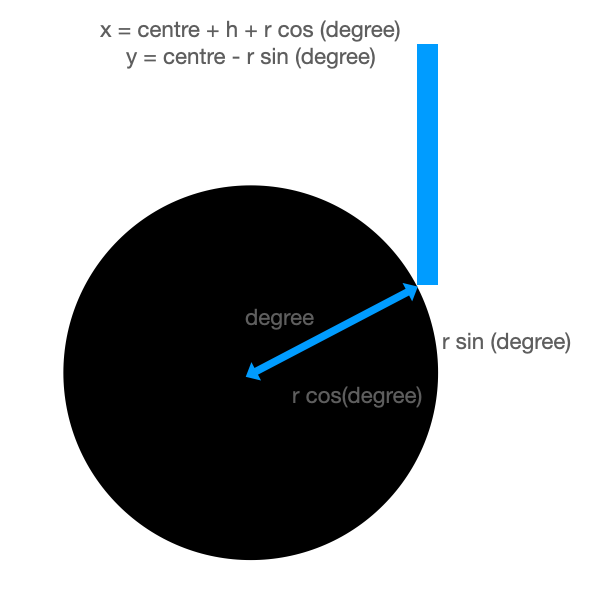 x = centre + h + r cos (degree)
y = centre - r sin (degree)
degree
r sin (degree)
r cos(degree)